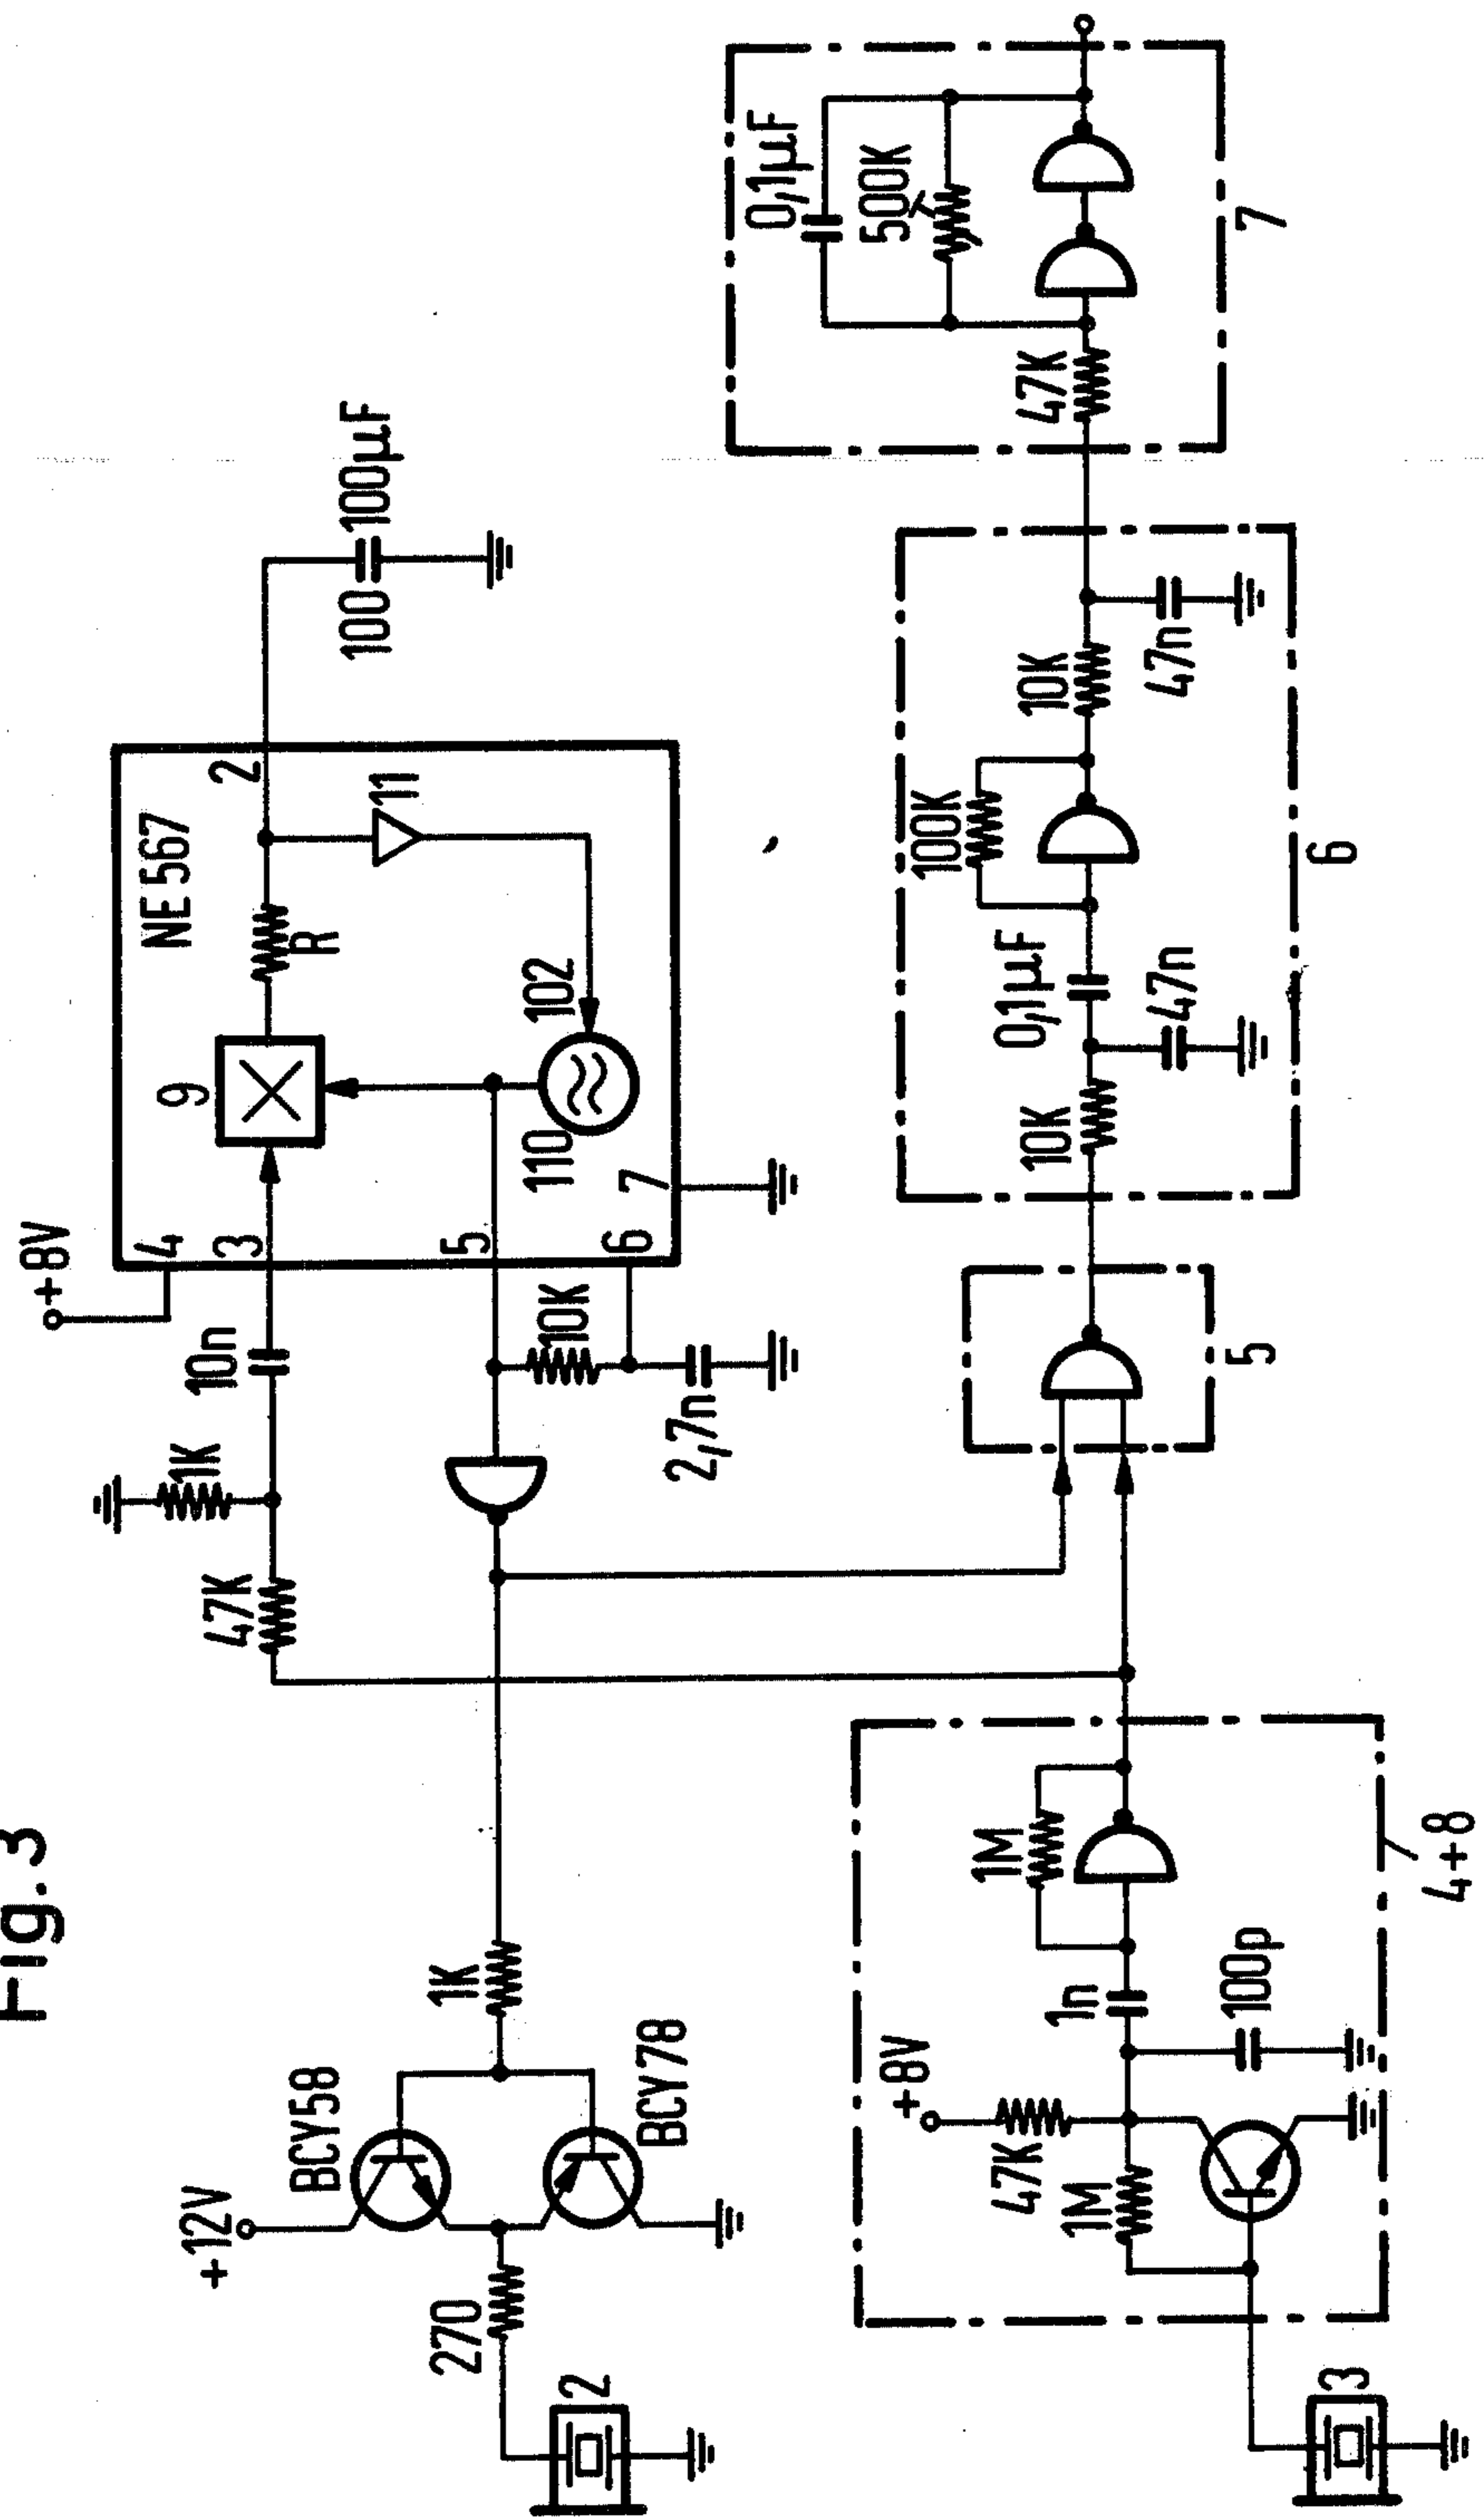 Fig. 3
+8V
4
NE 567
9
3
2
R
11
10n
1K
4,7K
5
110
102
6
7
10K
2,7n
100
100µF
+12V
BCY58
BCY78
1K
270
2
+8V
47K
1M
1n
100p
1M
4+8
3
5
10K
47n
0,1µF
100K
10K
47n
6
47K
0,1µF
500K
7